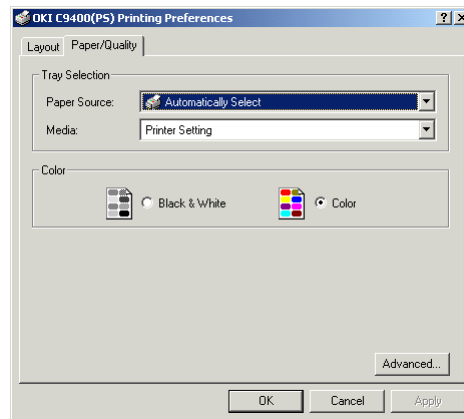 OKI C9400(PS) Printing Preferences
Layout Paper/Quality
Tray Selection
Paper Source: Automatically Select
Media: Printer Setting
Color
Black & White Color
Advanced...
OK Cancel Apply